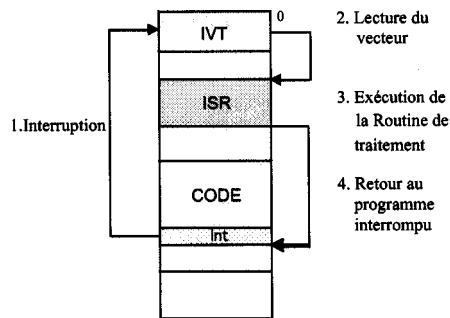 0
IVT
2. Lecture du
vecteur
ISR
3. Exécution de
la Routine de
traitement
1.Interruption
4. Retour au
programme
interrompu
CODE
Int